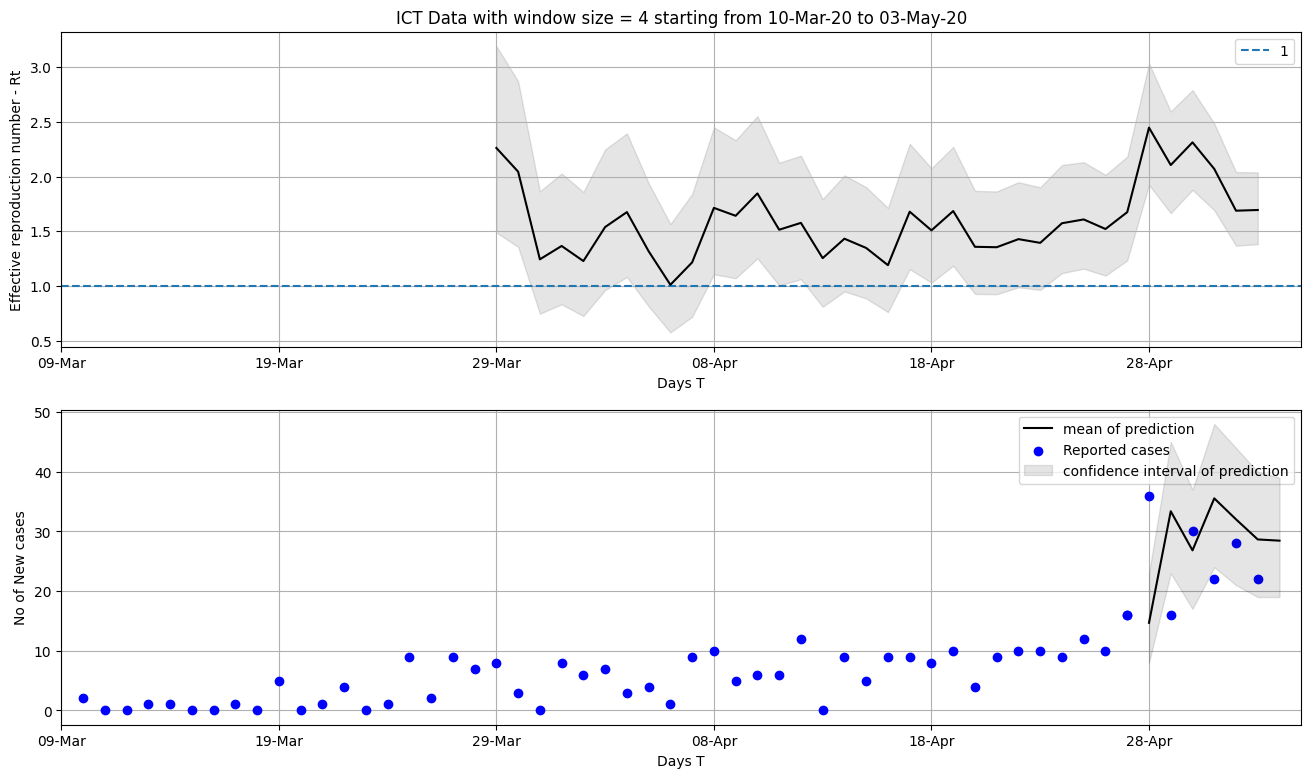 ICT Data with window size = 4 starting from 10-Mar-20 to 03-May-20
1
Effective reproduction number - Rt
3.0
2.5
2.0
1.5
1.0
0.5
09-Mar 19-Mar 29-Mar 08-Apr 18-Apr 28-Apr
Days T
mean of prediction
Reported cases
confidence interval of prediction
No of New cases
50
40
30
20
10
0
09-Mar 19-Mar 29-Mar 08-Apr 18-Apr 28-Apr
Days T